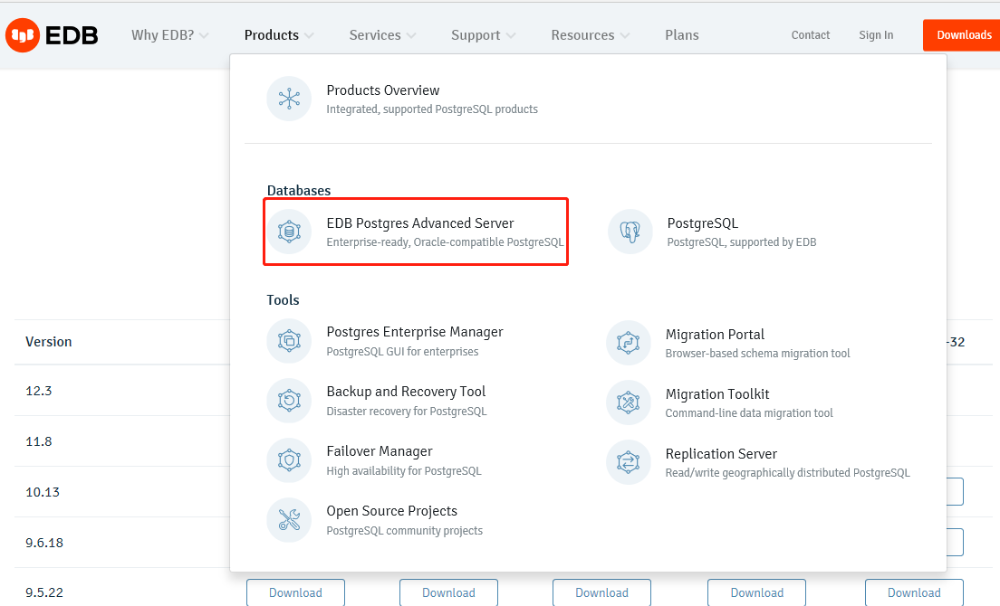 EDB
Why EDB?
Products
Services
Support
Resources
Plans
Contact
Sign In
Downloads
Products Overview
Integrated, supported PostgreSQL products
Databases
EDB Postgres Advanced Server
Enterprise-ready, Oracle-compatible PostgreSQL
PostgreSQL
PostgreSQL, supported by EDB
Tools
Postgres Enterprise Manager
PostgreSQL GUI for enterprises
Migration Portal
Browser-based schema migration tool
Backup and Recovery Tool
Disaster recovery for PostgreSQL
Migration Toolkit
Command-line data migration tool
Failover Manager
High availability for PostgreSQL
Replication Server
Read/write geographically distributed PostgreSQL
Open Source Projects
PostgreSQL community projects
Version
-32
12.3
11.8
10.13
9.6.18
9.5.22
Download
Download
Download
Download
Download